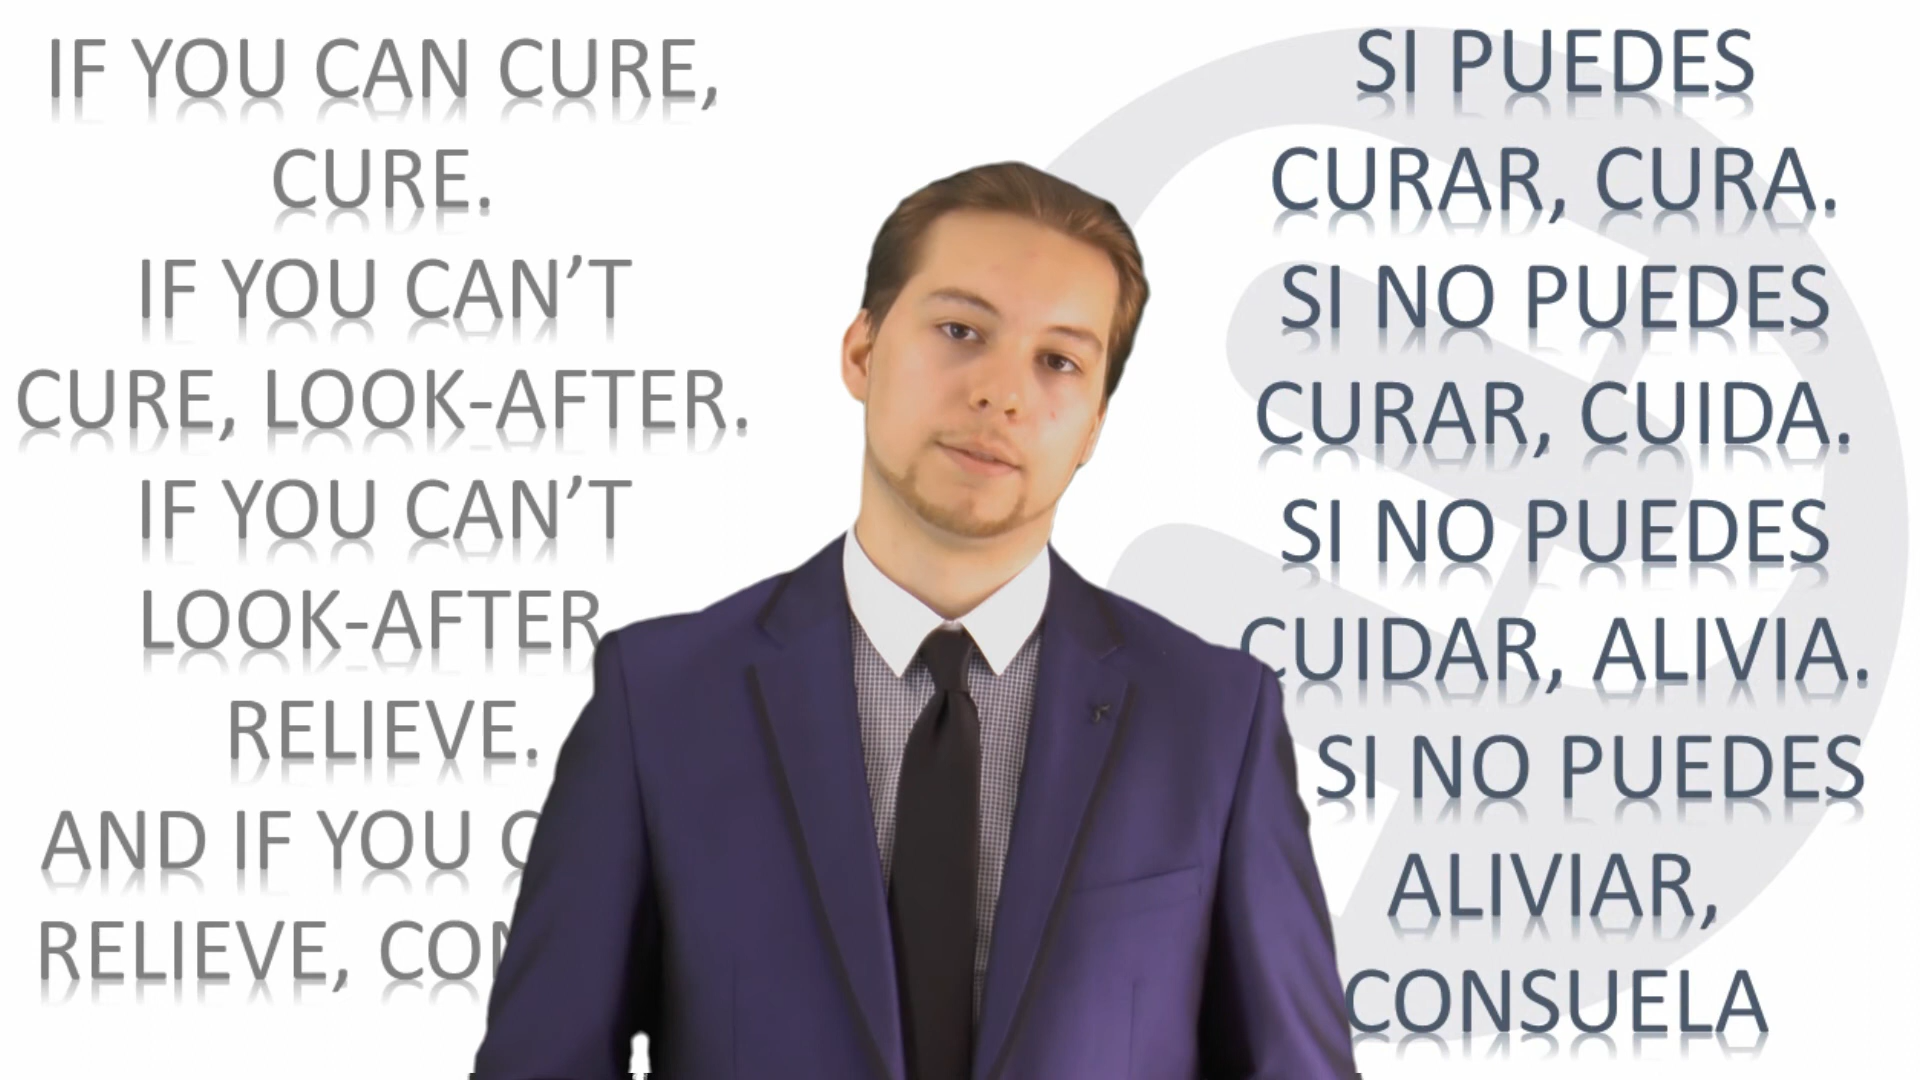 IF YOU CAN CURE,
CURE.
IF YOU CAN’T
CURE, LOOK-AFTER.
IF YOU CAN’T
LOOK-AFTER
RELIEVE.
AND IF YOU
RELIEVE,
SI PUEDES
CURAR, CURA.
SI NO PUEDES
CURAR, CUIDA.
SI NO PUEDES
CUIDAR, ALIVIA.
SI NO PUEDES
ALIVIAR,
CONSUELA